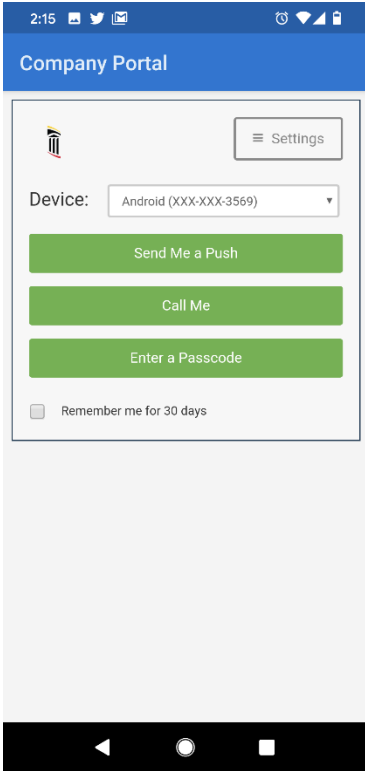 2:15
Company Portal
≡ Settings
Device: Android (XXX-XXX-3569)
Send Me a Push
Call Me
Enter a Passcode
Remember me for 30 days